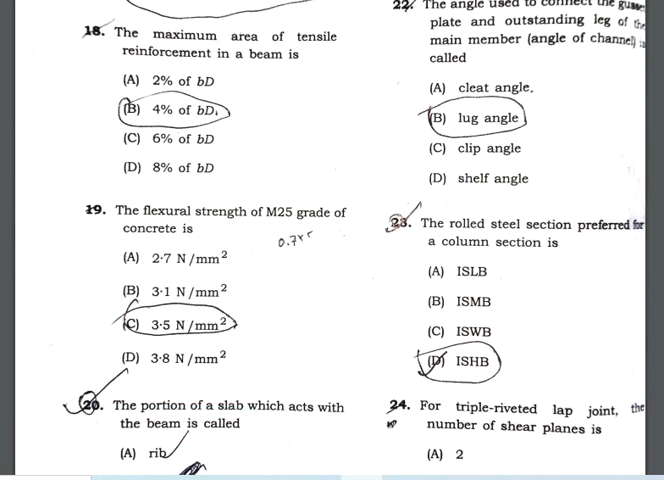 18. The maximum area of tensile
reinforcement in a beam is
(A) 2% of bD
(B) 4% of bD.
(C) 6% of bD
(D) 8% of bD
19. The flexural strength of M25 grade of
concrete is
0.7×5
(A) 2·7 N/mm²
(B) 3·1 N/mm²
(C) 3·5 N/mm²
(D) 3·8 N/mm²
20. The portion of a slab which acts with
the beam is called
(A) rib
22. The angle used to connect the gusset
plate and outstanding leg of the
main member (angle of channel) is
called
(A) cleat angle.
(B) lug angle
(C) clip angle
(D) shelf angle
23. The rolled steel section preferred for
a column section is
(A) ISLB
(B) ISMB
(C) ISWB
(D) ISHB
24. For triple-riveted lap joint, the
number of shear planes is
(A) 2